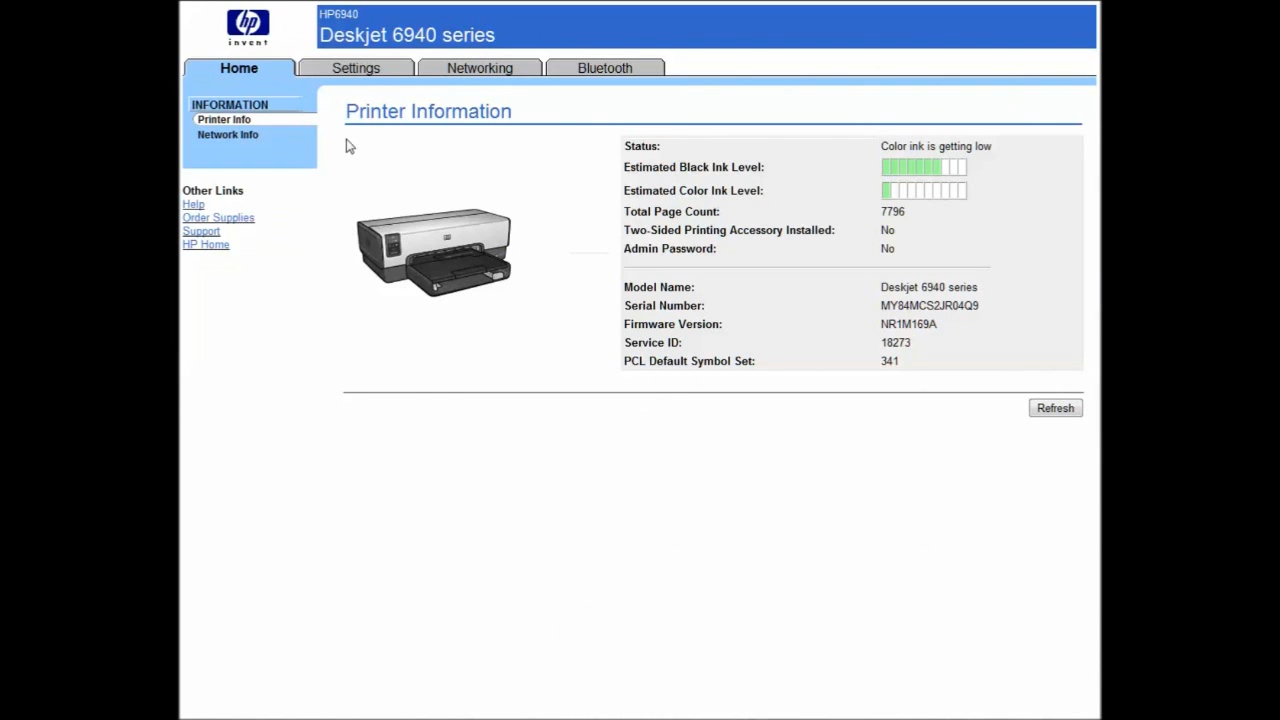 hp
invent
HP6940
Deskjet 6940 series
Home
Settings
Networking
Bluetooth
INFORMATION
Printer Info
Network Info
Other Links
Help
Order Supplies
Support
HP Home
Printer Information
Status: Color ink is getting low
Estimated Black Ink Level:
Estimated Color Ink Level:
Total Page Count: 7796
Two-Sided Printing Accessory Installed: No
Admin Password: No
Model Name: Deskjet 6940 series
Serial Number: MY84MCS2JR04Q9
Firmware Version: NR1M169A
Service ID: 18273
PCL Default Symbol Set: 341
Refresh